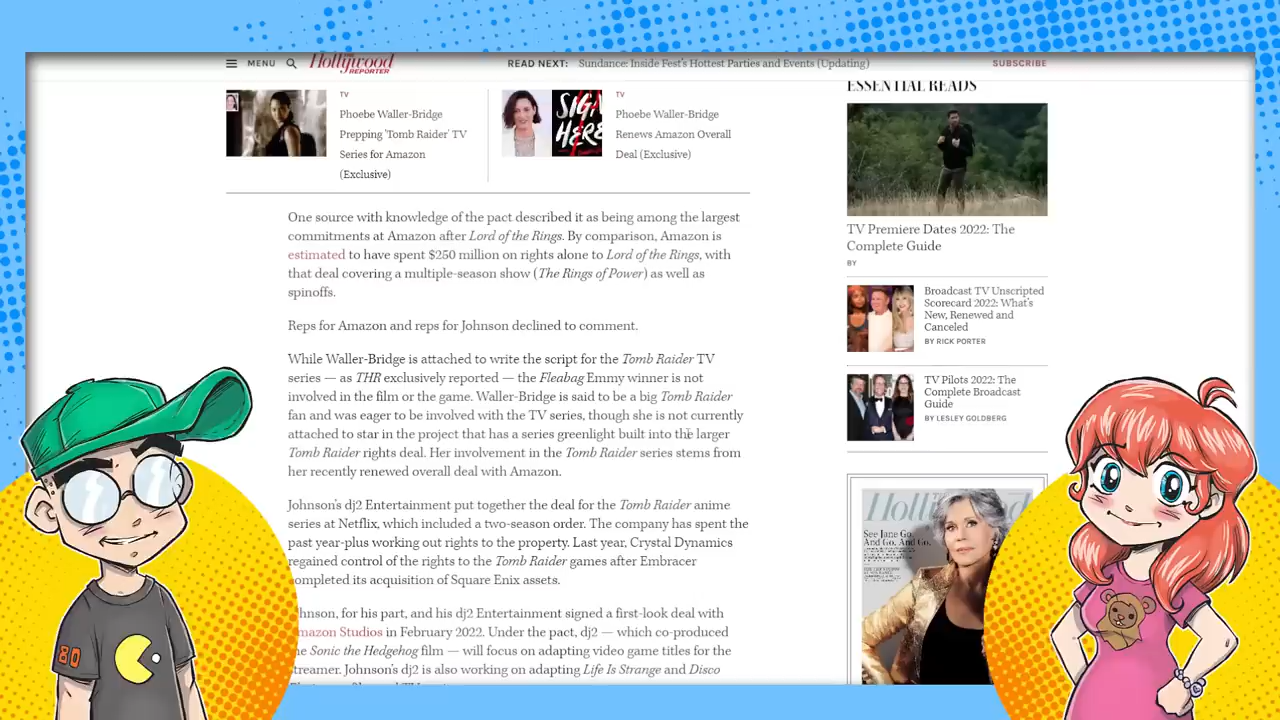 MENU
Hollywood
REPORTER
READ NEXT: Sundance: Inside Fest's Hottest Parties and Events (Updating)
SUBSCRIBE
TV
Phoebe Waller-Bridge
Prepping 'Tomb Raider' TV
Series for Amazon
(Exclusive)
SIGN
HERE
TV
Phoebe Waller-Bridge
Renews Amazon Overall
Deal (Exclusive)
One source with knowledge of the pact described it as being among the largest
commitments at Amazon after Lord of the Rings. By comparison, Amazon is
estimated to have spent $250 million on rights alone to Lord of the Rings, with
that deal covering a multiple-season show (The Rings of Power) as well as
spinoffs.
Reps for Amazon and reps for Johnson declined to comment.
While Waller-Bridge is attached to write the script for the Tomb Raider TV
series — as THR exclusively reported — the Fleabag Emmy winner is not
involved in the film or the game. Waller-Bridge is said to be a big Tomb Raider
fan and was eager to be involved with the TV series, though she is not currently
attached to star in the project that has a series greenlight built into the larger
Tomb Raider rights deal. Her involvement in the Tomb Raider series stems from
her recently renewed overall deal with Amazon.
Johnson's dj2 Entertainment put together the deal for the Tomb Raider anime
series at Netflix, which included a two-season order. The company has spent the
past year-plus working out rights to the property. Last year, Crystal Dynamics
regained control of the rights to the Tomb Raider games after Embracer
completed its acquisition of Square Enix assets.
hnson, for his part, and his dj2 Entertainment signed a first-look deal with
mazon Studios in February 2022. Under the pact, dj2 — which co-produced
e Sonic the Hedgehog film — will focus on adapting video game titles for the
treamer. Johnson's dj2 is also working on adapting Life Is Strange and Disco
ESSENTIAL READS
TV Premiere Dates 2022: The
Complete Guide
BY
Broadcast TV Unscripted
Scorecard 2022: What's
New, Renewed and
Canceled
BY RICK PORTER
TV Pilots 2022: The
Complete Broadcast
Guide
BY LESLEY GOLDBERG
Hollywood
See Jane Go.
And Go. And Go.
80